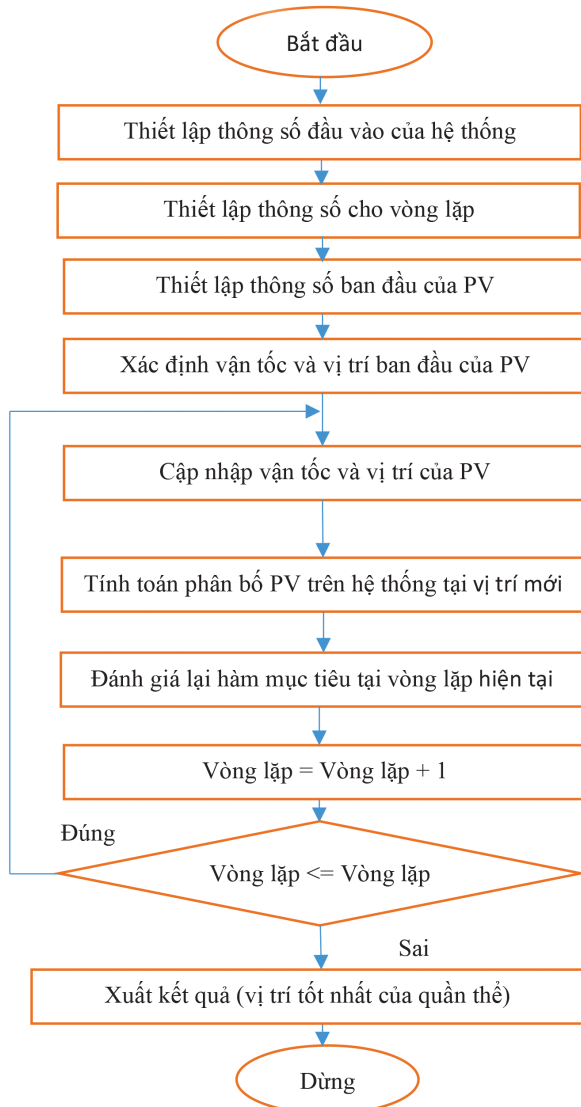 Bắt đầu
Thiết lập thông số đầu vào của hệ thống
Thiết lập thông số cho vòng lặp
Thiết lập thông số ban đầu của PV
Xác định vận tốc và vị trí ban đầu của PV
Cập nhập vận tốc và vị trí của PV
Tính toán phân bố PV trên hệ thống tại vị trí mới
Đánh giá lại hàm mục tiêu tại vòng lặp hiện tại
Vòng lặp = Vòng lặp + 1
Đúng
Vòng lặp <= Vòng lặp
Sai
Xuất kết quả (vị trí tốt nhất của quần thể)
Dừng